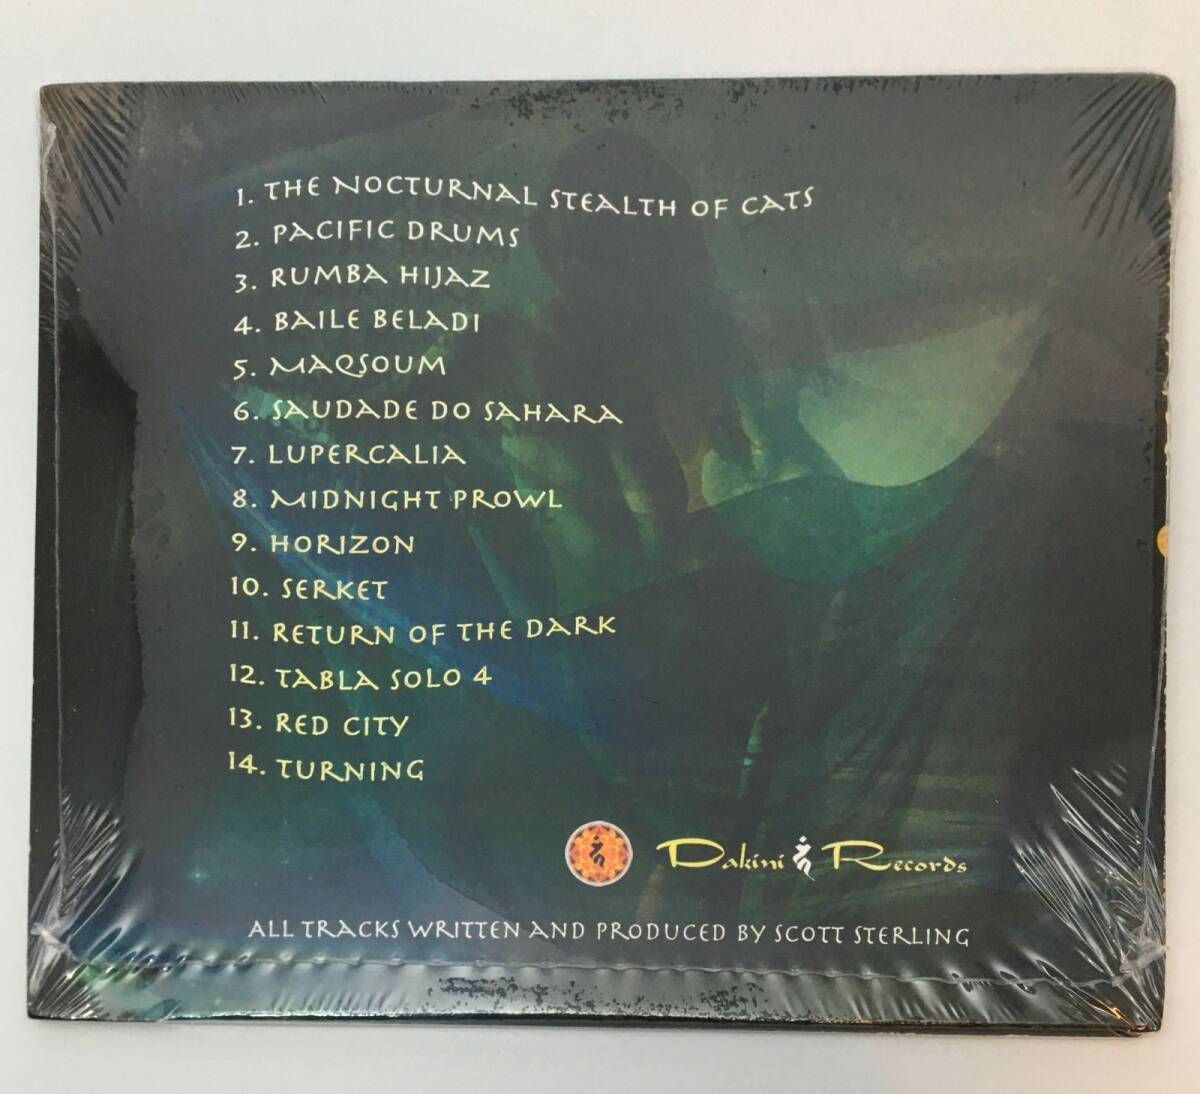 1. THE NOCTURNAL STEALTH OF CATS
2. PACIFIC DRUMS
3. RUMBA HIJAZ
4. BAILE BELADI
5. MAQSOUM
6. SAUDADE DO SAHARA
7. LUPERCALIA
8. MIDNIGHT PROWL
9. HORIZON
10. SERKET
11. RETURN OF THE DARK
12. TABLA SOLO 4
13. RED CITY
14. TURNING
Dakini Records
ALL TRACKS WRITTEN AND PRODUCED BY SCOTT STERLING